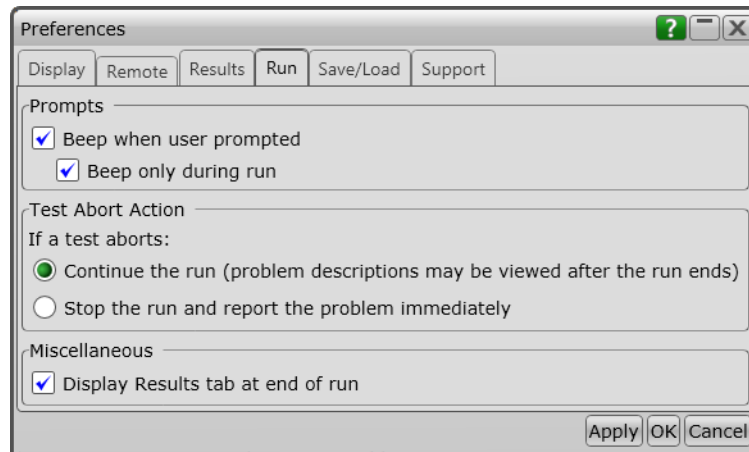 Preferences ? X
Display Remote Results Run Save/Load Support
Prompts
Beep when user prompted
Beep only during run
Test Abort Action
If a test aborts:
Continue the run (problem descriptions may be viewed after the run ends)
Stop the run and report the problem immediately
Miscellaneous
Display Results tab at end of run
Apply OK Cancel